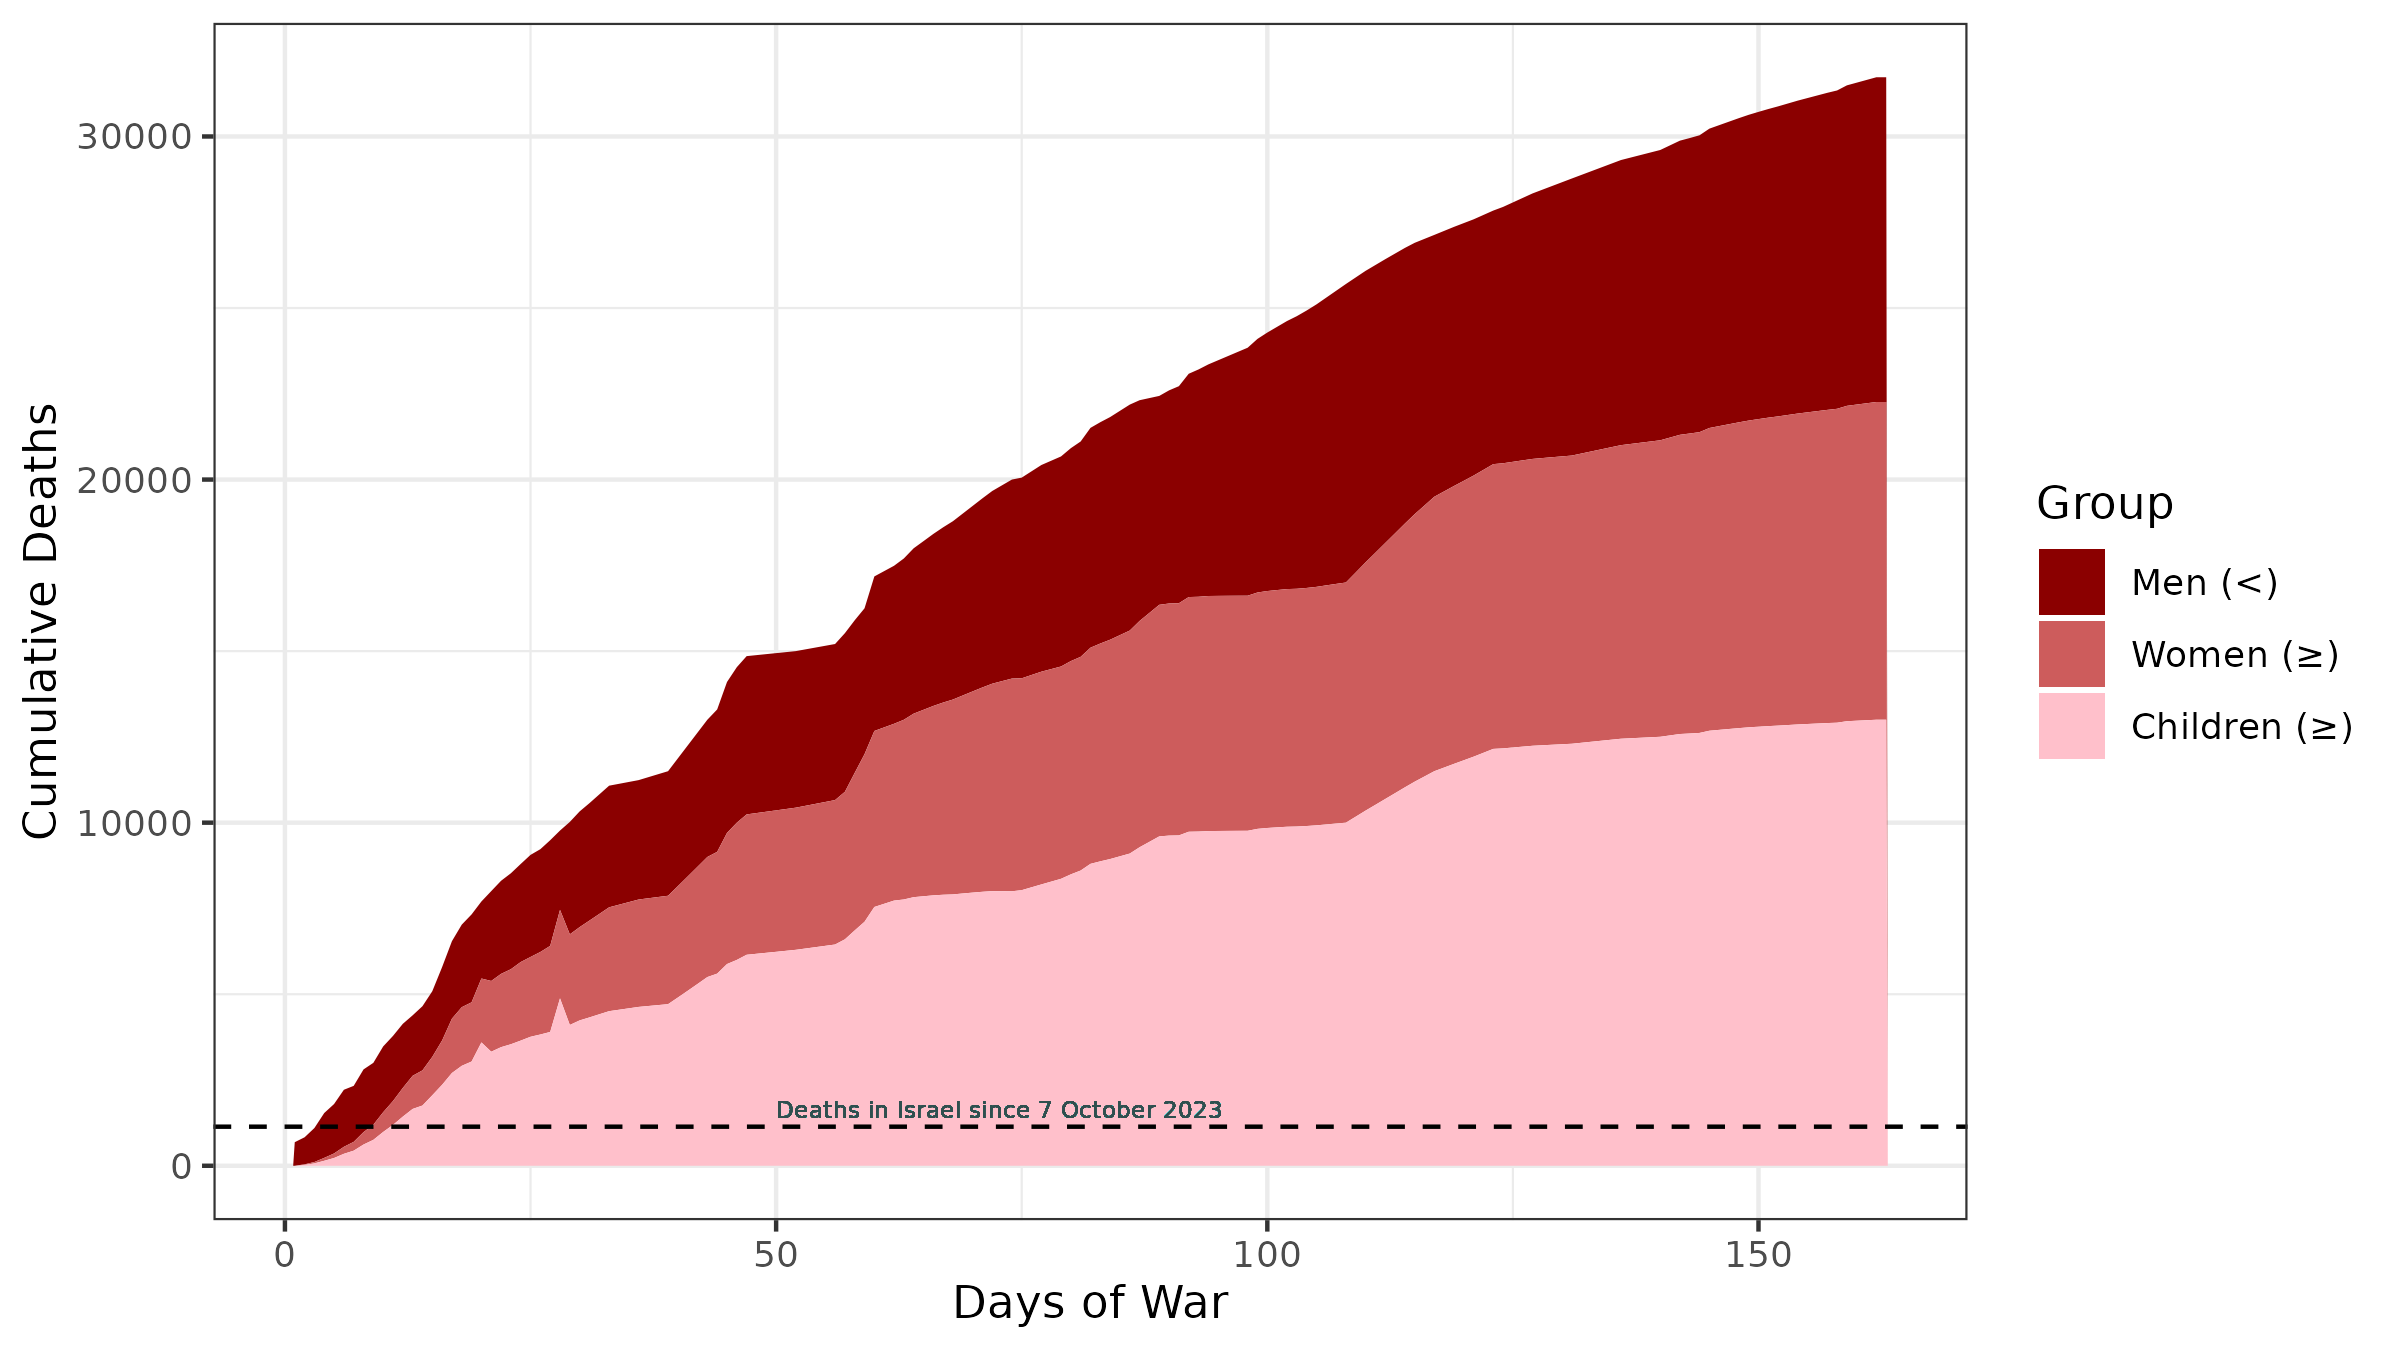 Cumulative Deaths
30000
20000
10000
0
Deaths in Israel since 7 October 2023
0 50 100 150
Days of War
Group
Men (<)
Women (≥)
Children (≥)